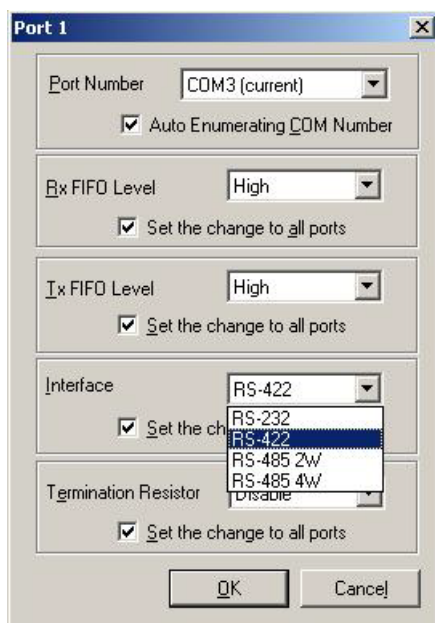 Port 1
Port Number COM3 (current)
Auto Enumerating COM Number
Rx FIFO Level High
Set the change to all ports
Tx FIFO Level High
Set the change to all ports
Interface RS-422
Set the ch
RS-232
RS-422
RS-485 2W
RS-485 4W
Termination Resistor Disable
Set the change to all ports
OK Cancel